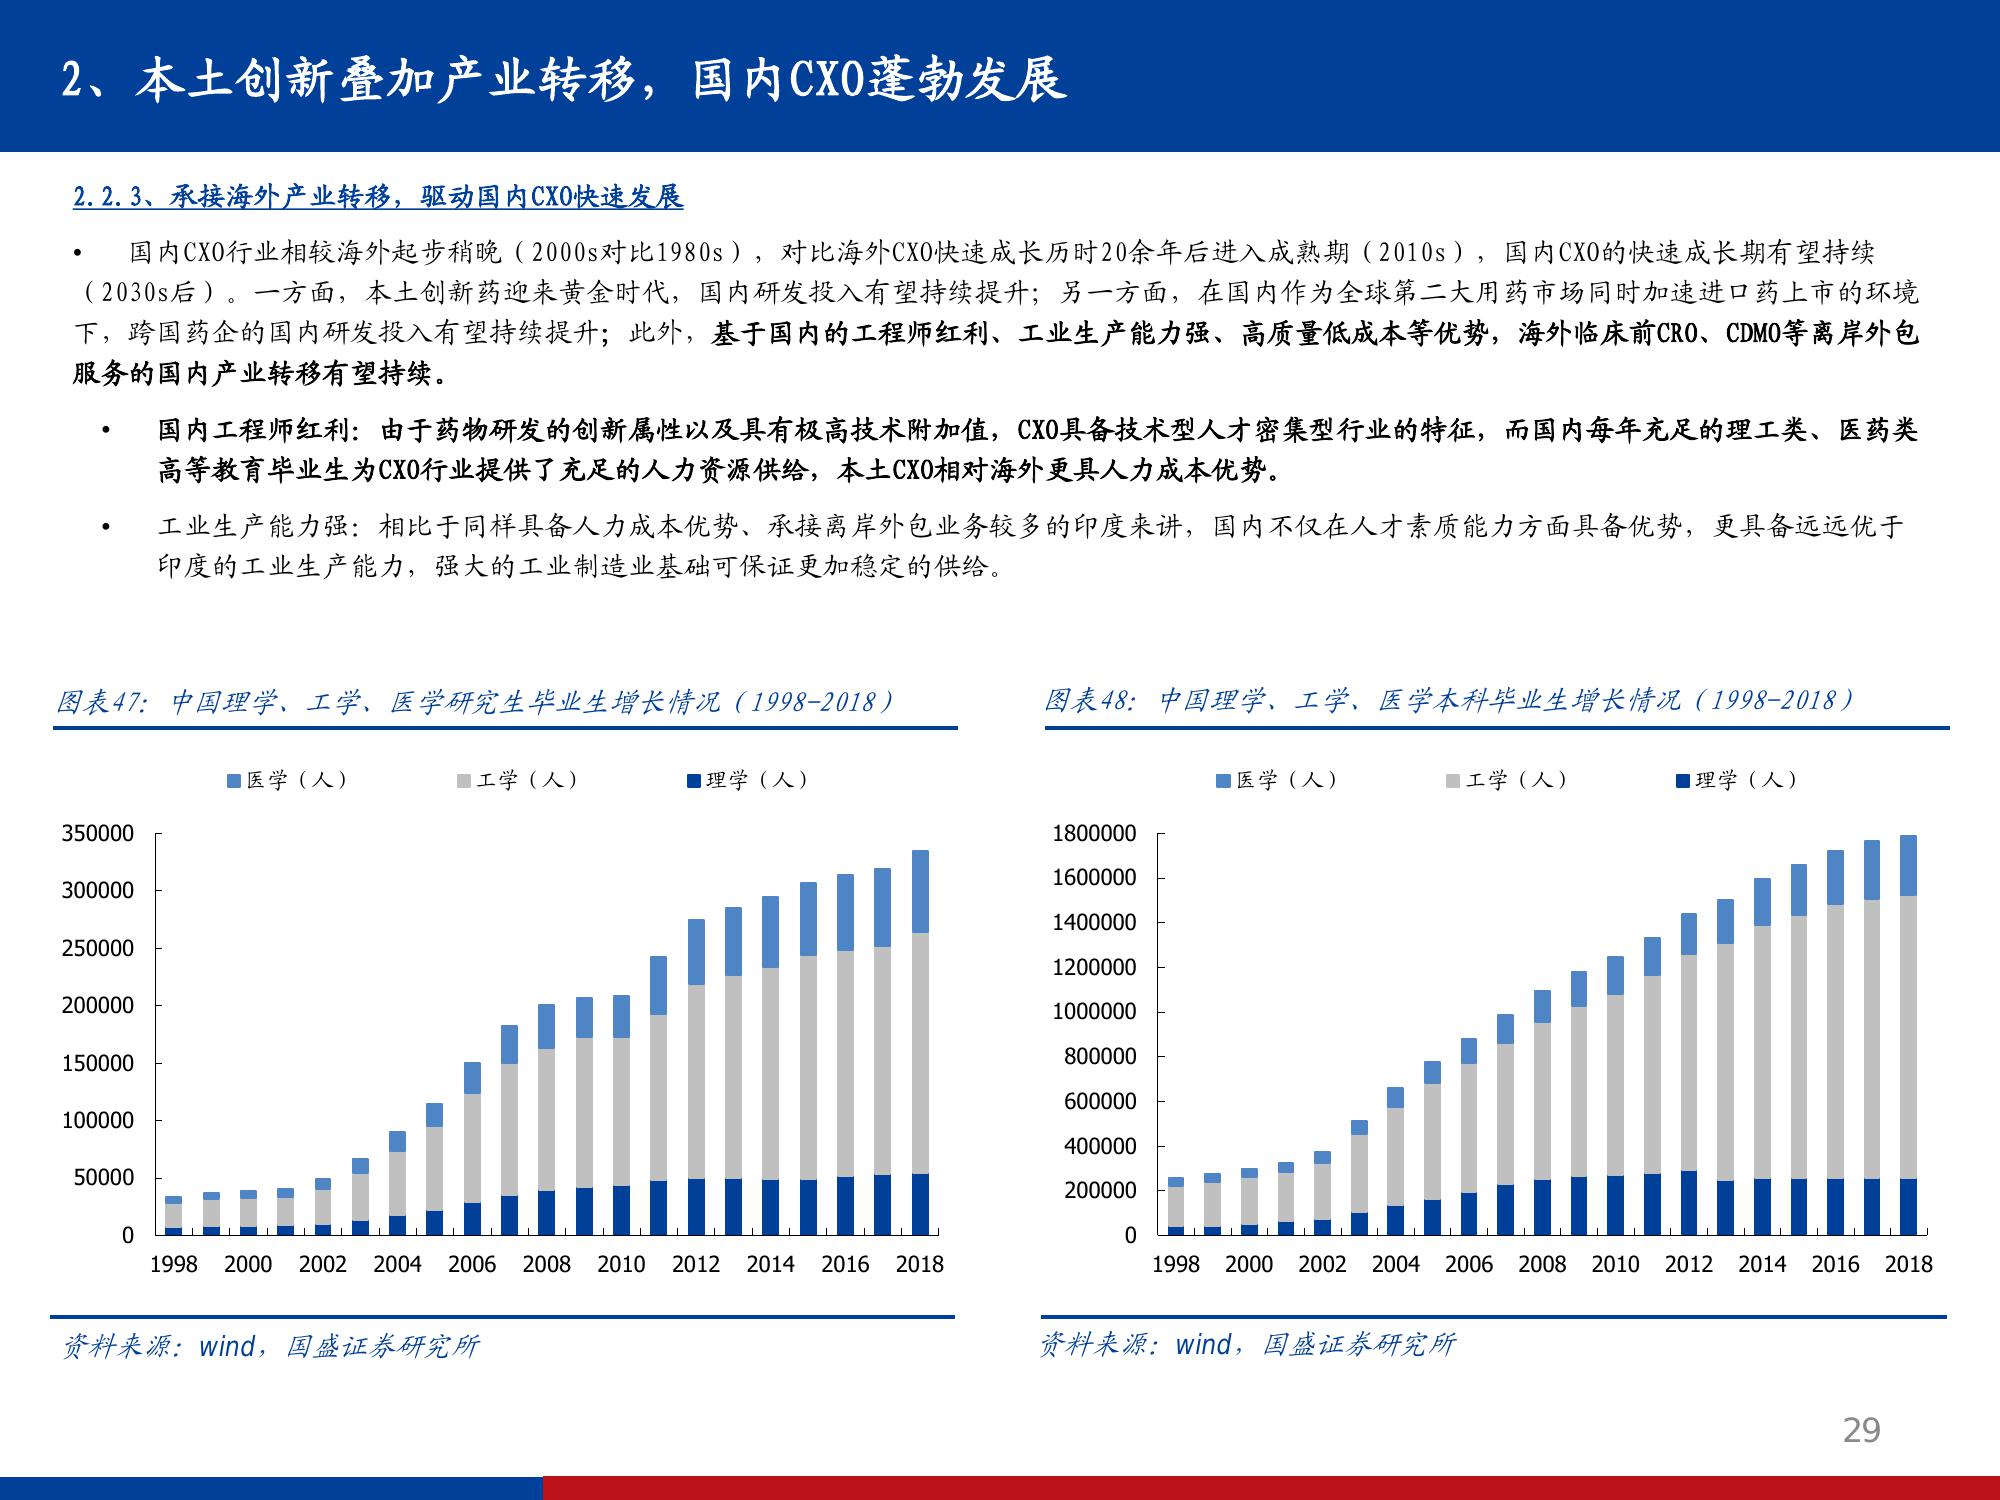 2、本土创新叠加产业转移，国内CXO蓬勃发展
2.2.3、承接海外产业转移，驱动国内CXO快速发展
• 国内CXO行业相较海外起步稍晚（2000s对比1980s），对比海外CXO快速成长历时20余年后进入成熟期（2010s），国内CXO的快速成长期有望持续
（2030s后）。一方面，本土创新药迎来黄金时代，国内研发投入有望持续提升；另一方面，在国内作为全球第二大用药市场同时加速进口药上市的环境
下，跨国药企的国内研发投入有望持续提升；此外，基于国内的工程师红利、工业生产能力强、高质量低成本等优势，海外临床前CRO、CDMO等离岸外包
服务的国内产业转移有望持续。
• 国内工程师红利：由于药物研发的创新属性以及具有极高技术附加值，CXO具备技术型人才密集型行业的特征，而国内每年充足的理工类、医药类
高等教育毕业生为CXO行业提供了充足的人力资源供给，本土CXO相对海外更具人力成本优势。
• 工业生产能力强：相比于同样具备人力成本优势、承接离岸外包业务较多的印度来讲，国内不仅在人才素质能力方面具备优势，更具备远远优于
印度的工业生产能力，强大的工业制造业基础可保证更加稳定的供给。
图表47：中国理学、工学、医学研究生毕业生增长情况（1998-2018）
医学（人） 工学（人） 理学（人）
350000
300000
250000
200000
150000
100000
50000
0
1998 2000 2002 2004 2006 2008 2010 2012 2014 2016 2018
资料来源：wind，国盛证券研究所
图表48：中国理学、工学、医学本科毕业生增长情况（1998-2018）
医学（人） 工学（人） 理学（人）
1800000
1600000
1400000
1200000
1000000
800000
600000
400000
200000
0
1998 2000 2002 2004 2006 2008 2010 2012 2014 2016 2018
资料来源：wind，国盛证券研究所
29